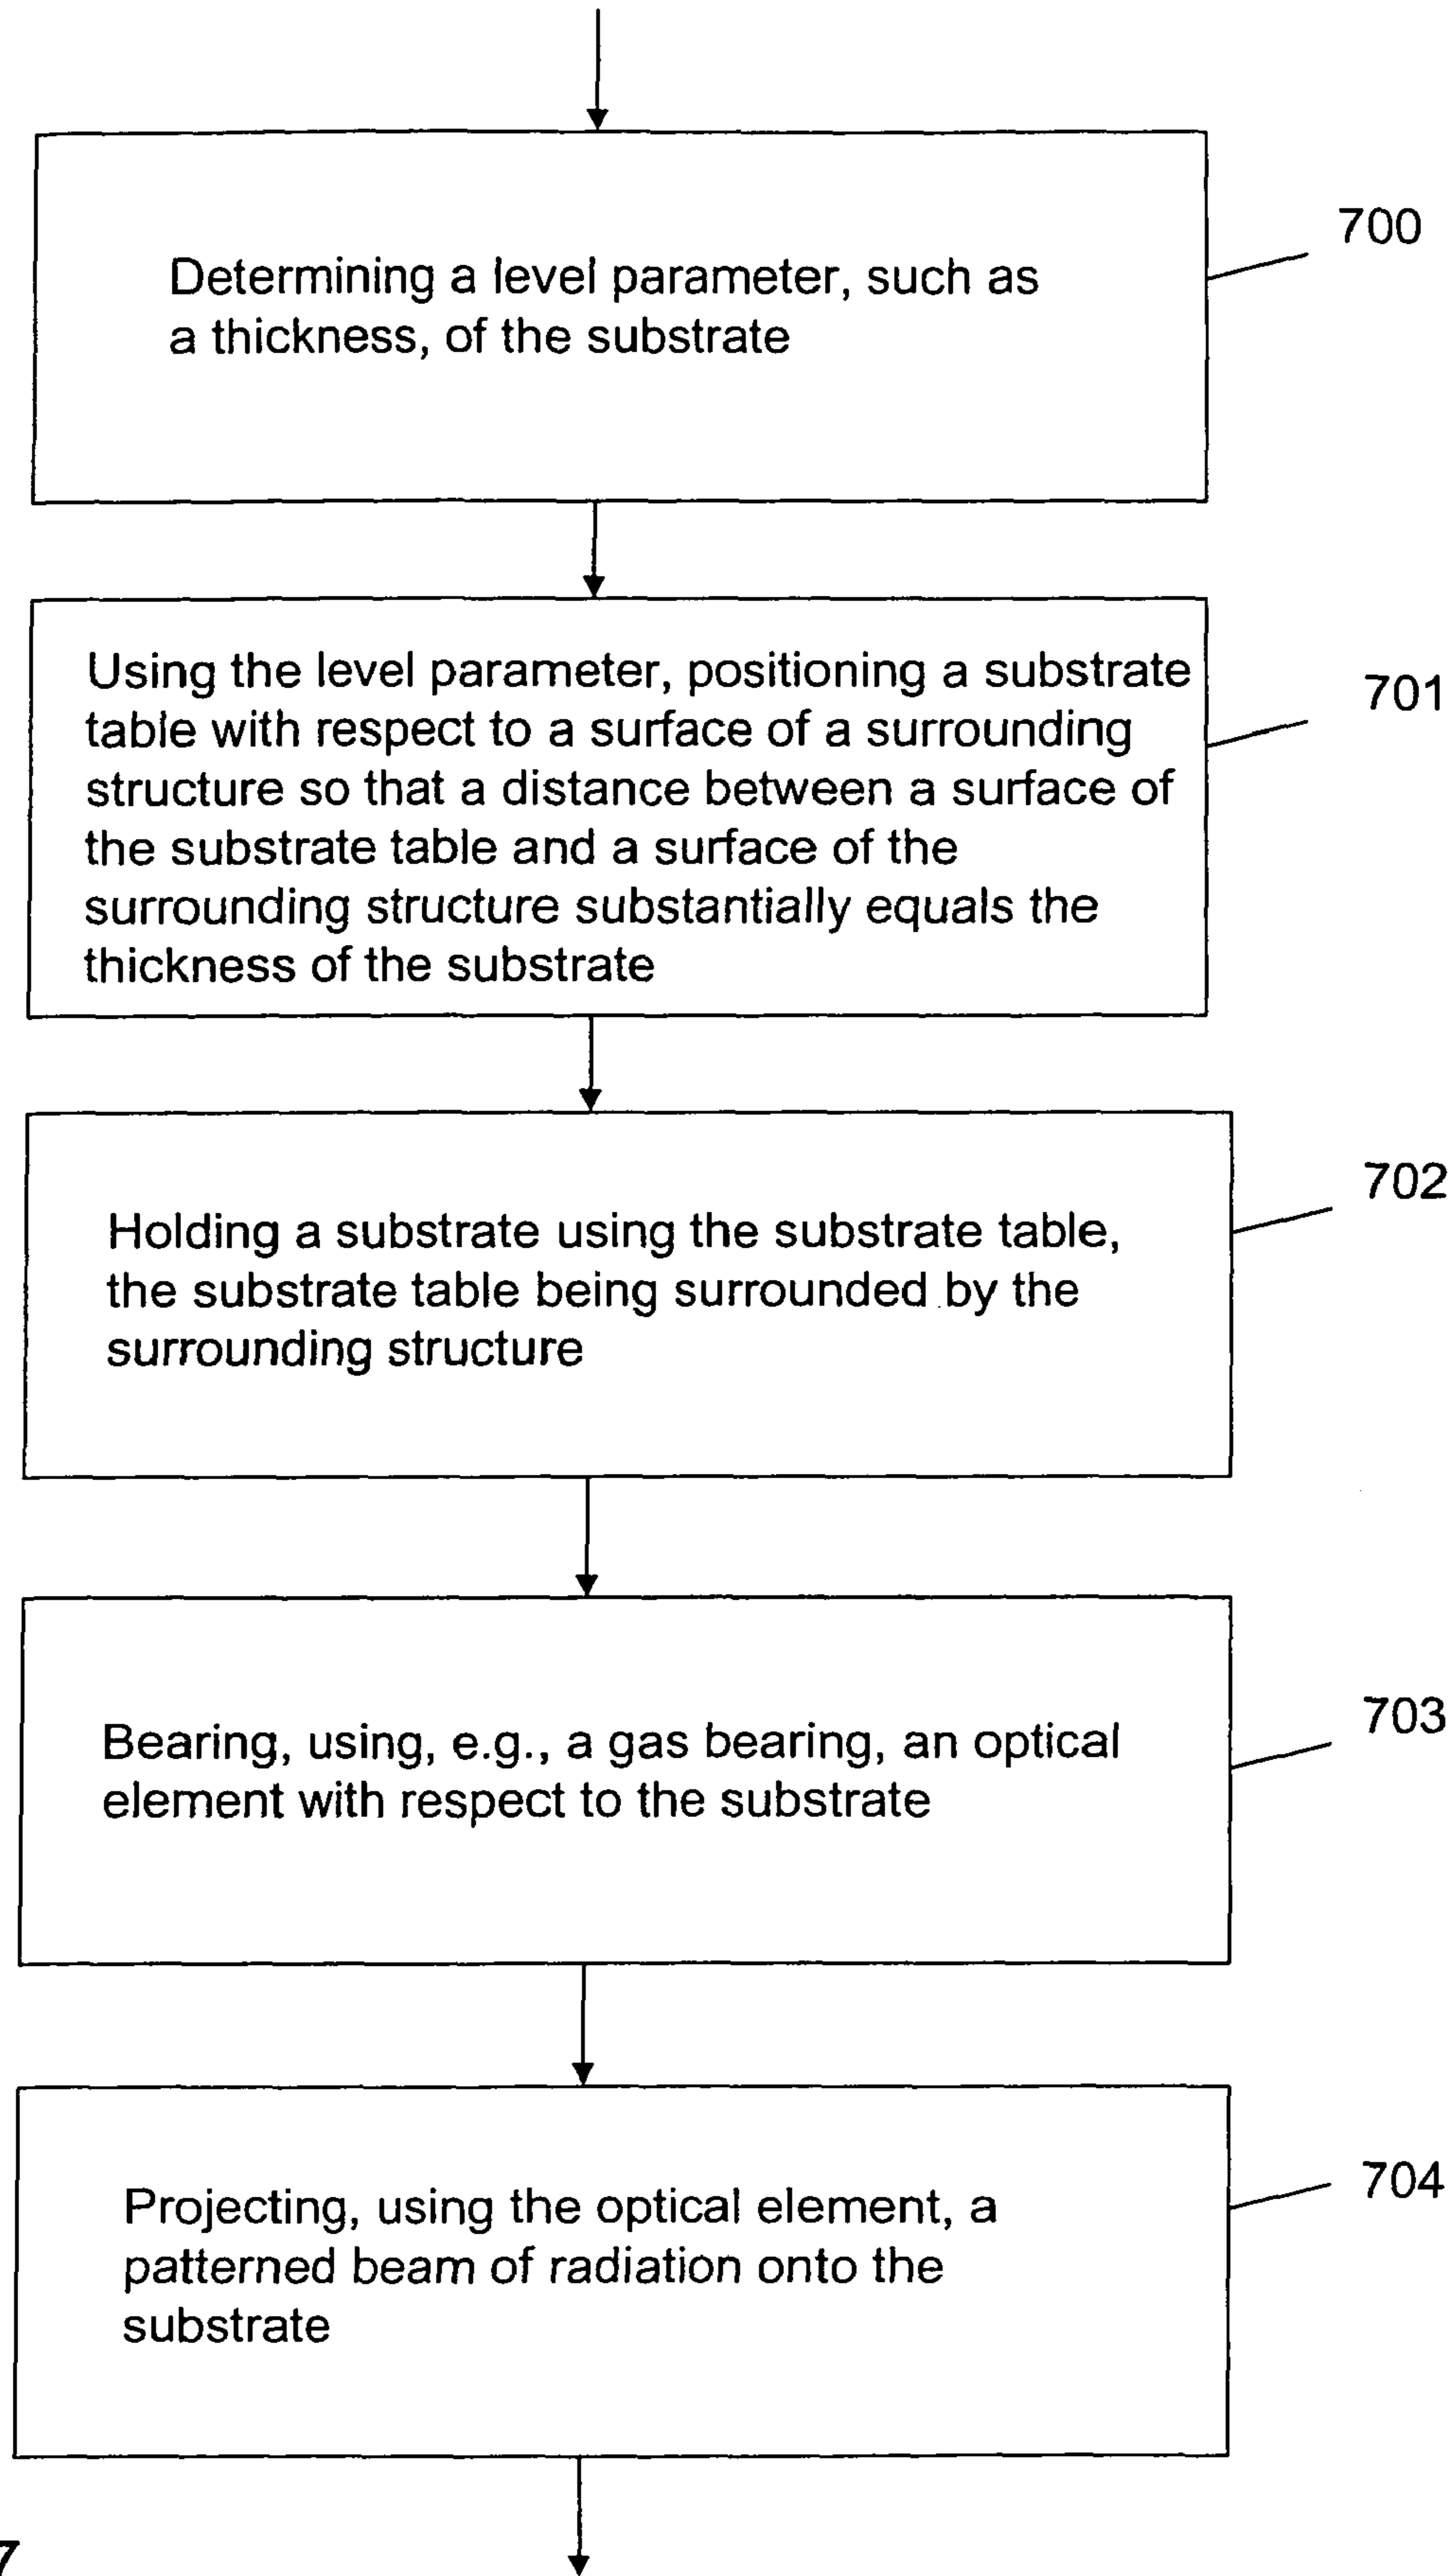 700
Determining a level parameter, such as
a thickness, of the substrate
701
Using the level parameter, positioning a substrate
table with respect to a surface of a surrounding
structure so that a distance between a surface of
the substrate table and a surface of the
surrounding structure substantially equals the
thickness of the substrate
702
Holding a substrate using the substrate table,
the substrate table being surrounded by the
surrounding structure
703
Bearing, using, e.g., a gas bearing, an optical
element with respect to the substrate
704
Projecting, using the optical element, a
patterned beam of radiation onto the
substrate
7